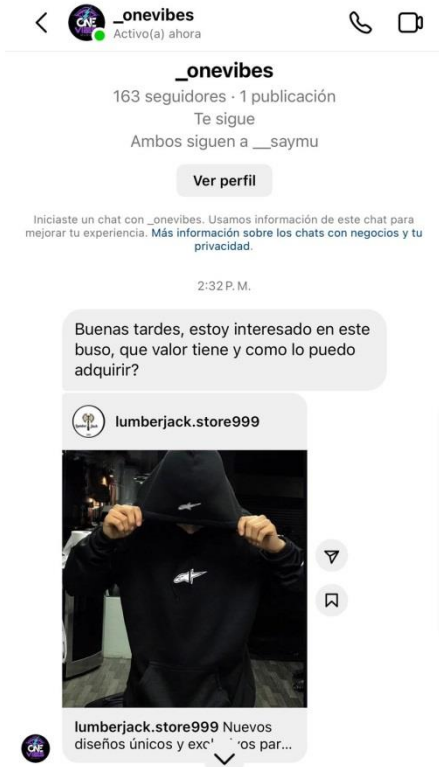 _onevibes
Activo(a) ahora
_onevibes
163 seguidores · 1 publicación
Te sigue
Ambos siguen a __saymu
Ver perfil
Iniciaste un chat con _onevibes. Usamos información de este chat para
mejorar tu experiencia. Más información sobre los chats con negocios y tu
privacidad.
2:32 P. M.
Buenas tardes, estoy interesado en este
buso, que valor tiene y como lo puedo
adquirir?
lumberjack.store999
lumberjack.store999 Nuevos
diseños únicos y par...